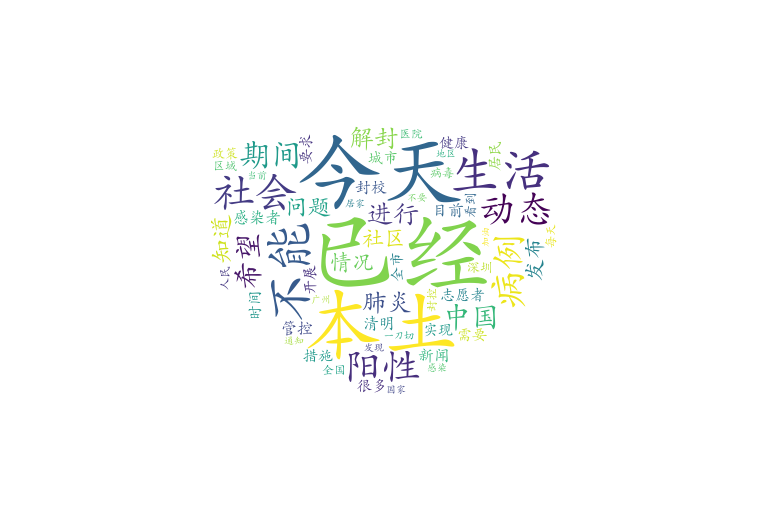 解封
医院
政策
要求
期间
城市
今天
健康
地区
居民
区域
当前
病毒
生活
社会
封校
居家
不要
看到
感染者
问题
进行
目前
动态
知道
希望
不能
已经
社区
情况
全市
深圳
病例
发布
每天
人民
开展
时间
广州
肺炎
封控
志愿者
中国
管控
清明
本土
一刀切
实现
需要
通知
措施
发现
阳性
新闻
全国
感染
很多
国家